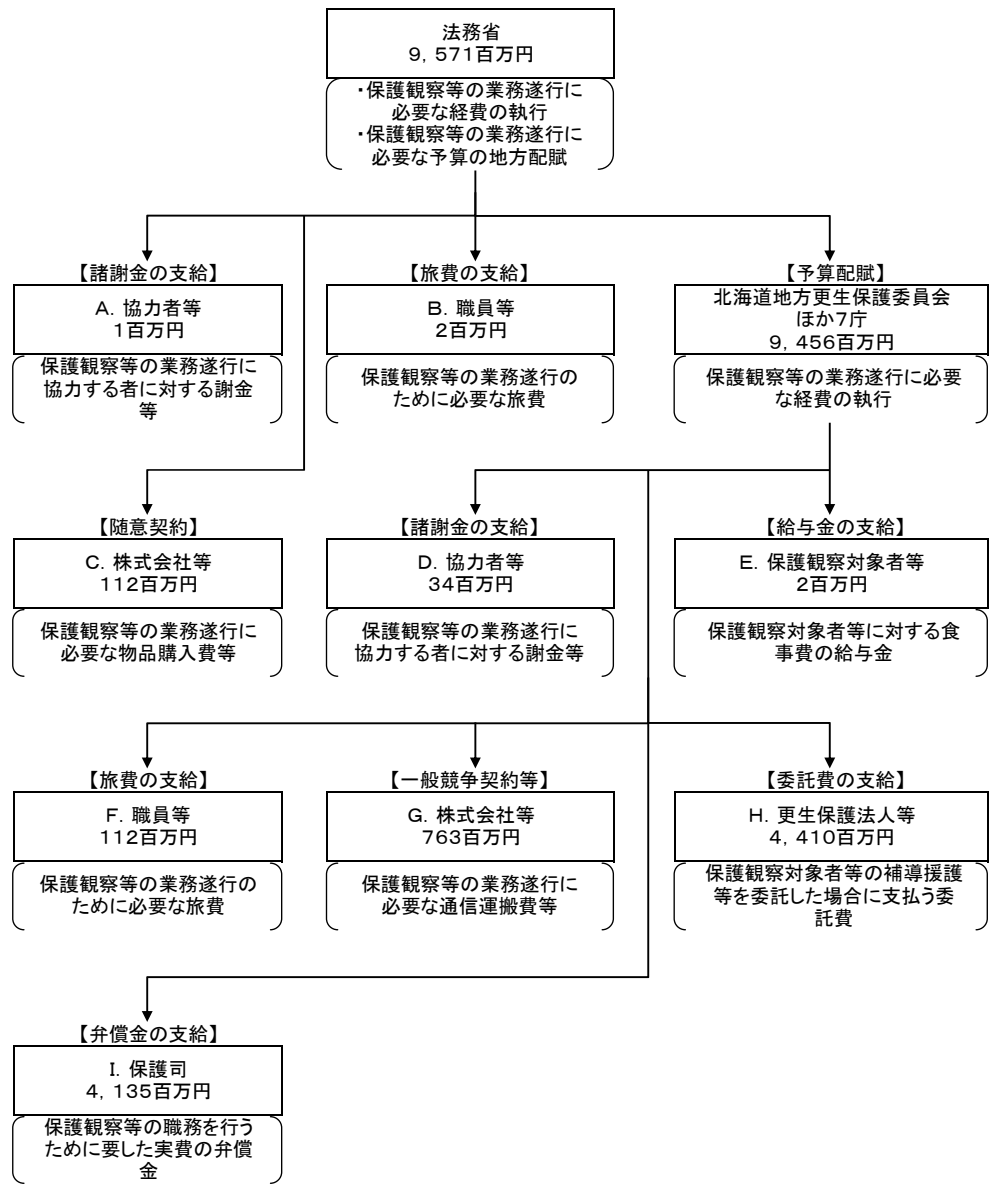 法務省
９，５７１百万円
・保護観察等の業務遂行に
必要な経費の執行
・保護観察等の業務遂行に
必要な予算の地方配賦
【諸謝金の支給】
Ａ．協力者等
１百万円
保護観察等の業務遂行に
協力する者に対する謝金
等
【旅費の支給】
Ｂ．職員等
２百万円
保護観察等の業務遂行の
ために必要な旅費
【予算配賦】
北海道地方更生保護委員会
ほか７庁
９，４５６百万円
保護観察等の業務遂行に必要
な経費の執行
【随意契約】
Ｃ．株式会社等
１１２百万円
保護観察等の業務遂行に
必要な物品購入費等
【諸謝金の支給】
Ｄ．協力者等
３４百万円
保護観察等の業務遂行に
協力する者に対する謝金等
【給与金の支給】
Ｅ．保護観察対象者等
２百万円
保護観察対象者等に対する食
事費の給与金
【旅費の支給】
Ｆ．職員等
１１２百万円
保護観察等の業務遂行の
ために必要な旅費
【一般競争契約等】
Ｇ．株式会社等
７６３百万円
保護観察等の業務遂行に
必要な通信運搬費等
【委託費の支給】
Ｈ．更生保護法人等
４，４１０百万円
保護観察対象者等の補導援護
等を委託した場合に支払う委
託費
【弁償金の支給】
Ｉ．保護司
４，１３５百万円
保護観察等の職務を行う
ために要した実費の弁償
金